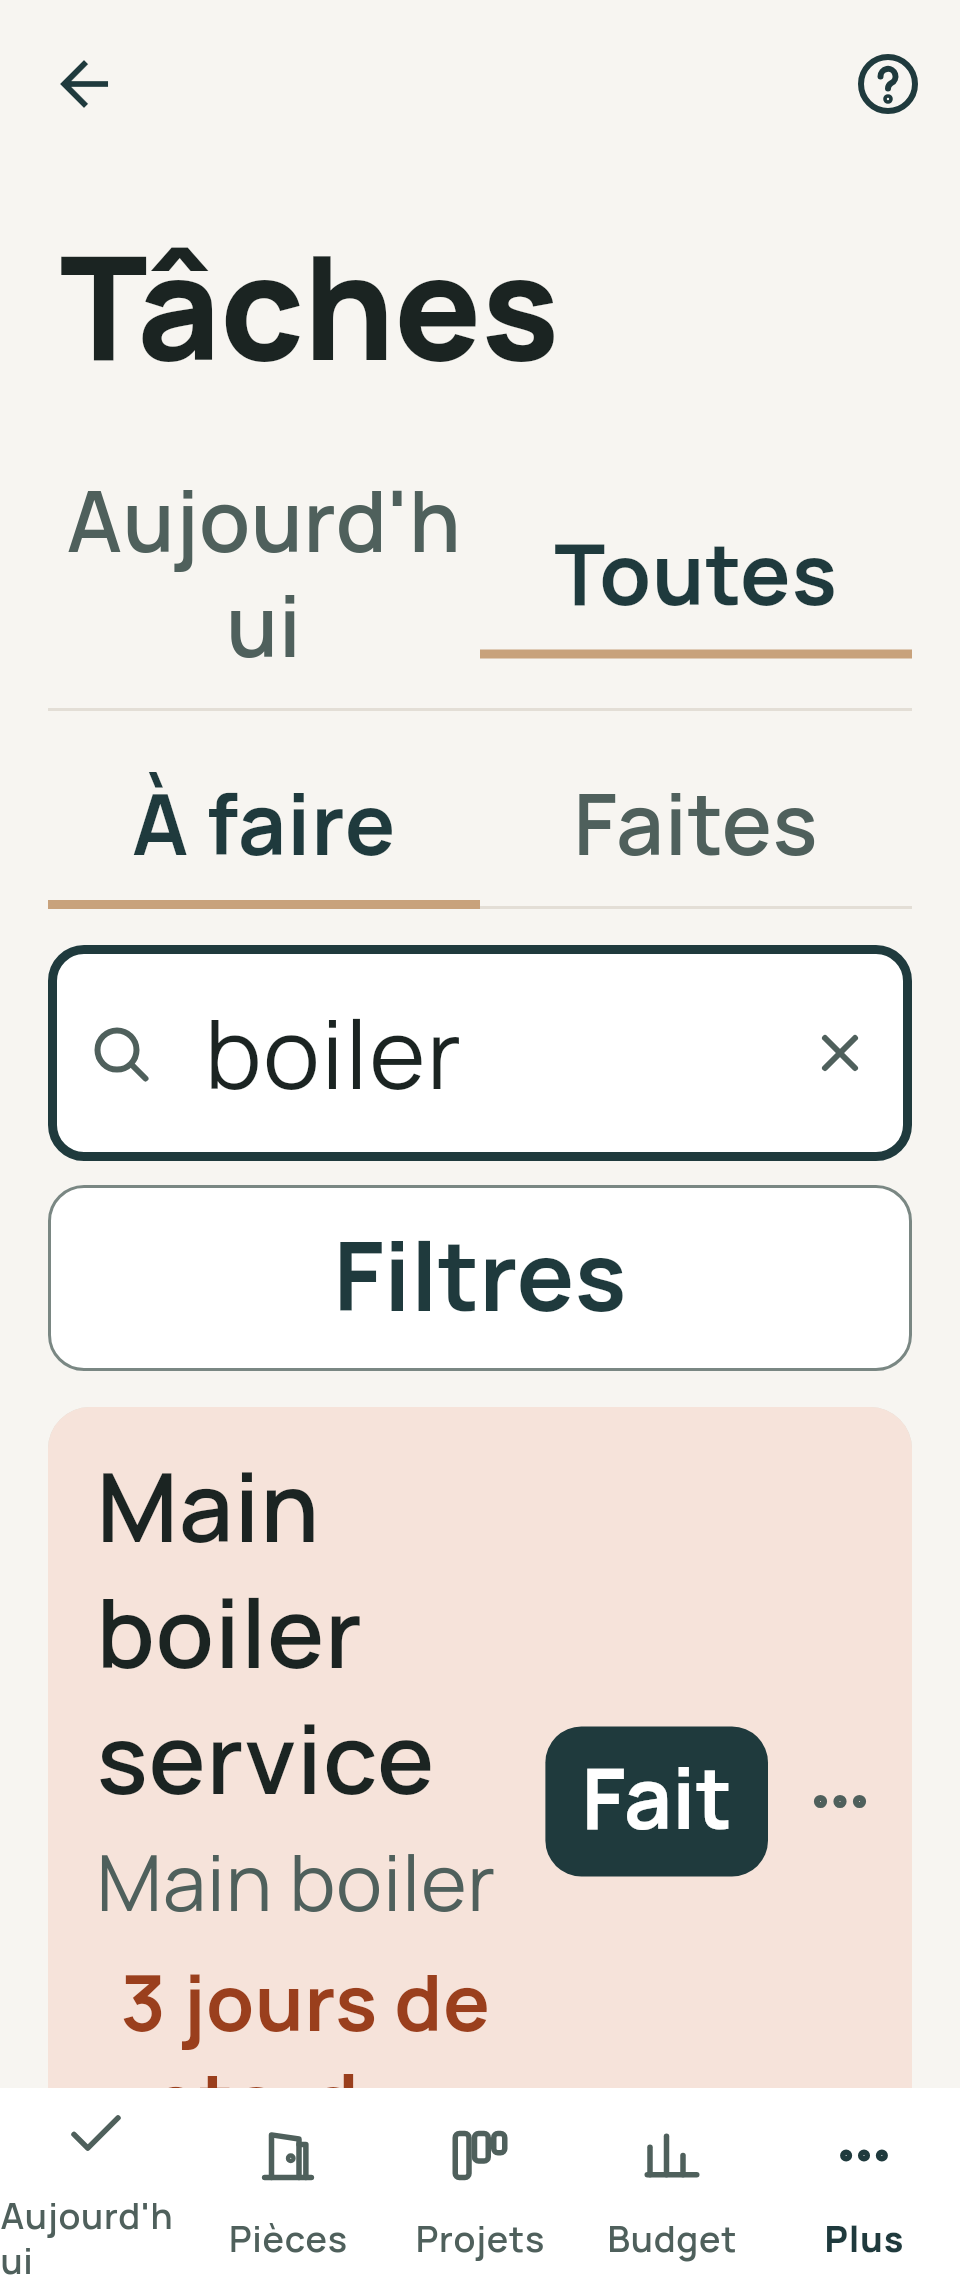 Tâches
Aujourd'h
ui
Toutes
À faire
Faites
boiler
Filtres
Main
boiler
service
Main boiler
3 jours de
Fait
Aujourd'h
ui
Pièces
Projets
Budget
Plus